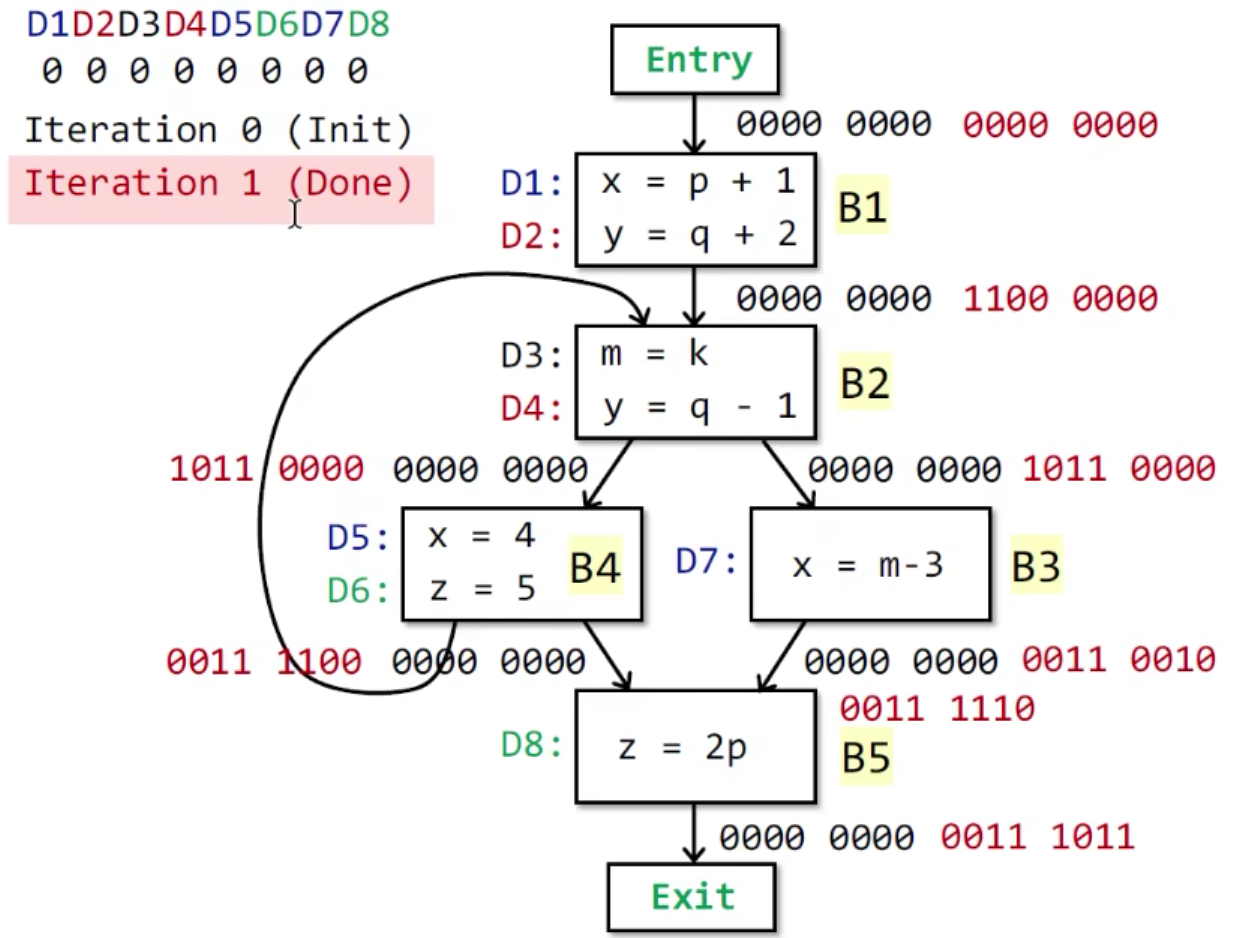 D1D2D3D4D5D6D7D8
0 0 0 0 0 0 0 0
Iteration 0 (Init)
Iteration 1 (Done)
Entry
0000 0000 0000 0000
D1: x = p + 1
D2: y = q + 2
B1
0000 0000 1100 0000
D3: m = k
D4: y = q - 1
B2
1011 0000 0000 0000
0000 0000 1011 0000
D5: x = 4
D6: z = 5
B4
D7: x = m-3
B3
0011 1100 0000 0000
0000 0000 0011 0010
0011 1110
D8: z = 2p
B5
0000 0000 0011 1011
Exit